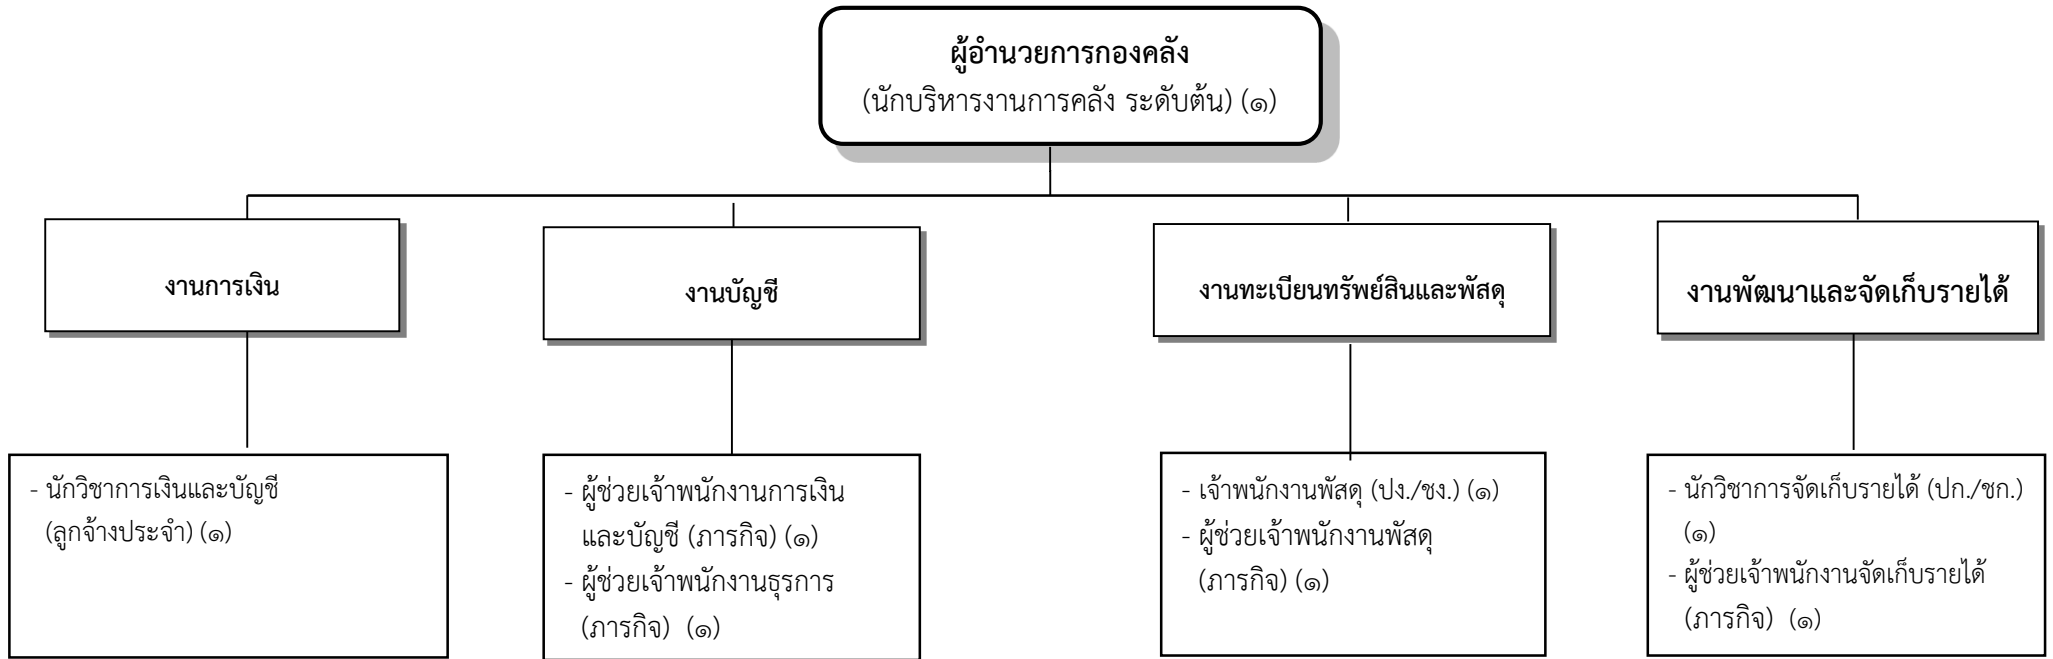 ผู้อำนวยการกองคลัง
(นักบริหารงานการคลัง ระดับต้น) (๑)
งานการเงิน
งานบัญชี
งานทะเบียนทรัพย์สินและพัสดุ
งานพัฒนาและจัดเก็บรายได้
- นักวิชาการเงินและบัญชี
(ลูกจ้างประจำ) (๑)
- ผู้ช่วยเจ้าพนักงานการเงิน
และบัญชี (ภารกิจ) (๑)
- ผู้ช่วยเจ้าพนักงานธุรการ
(ภารกิจ) (๑)
- เจ้าพนักงานพัสดุ (ปง./ชง.) (๑)
- ผู้ช่วยเจ้าพนักงานพัสดุ
(ภารกิจ) (๑)
- นักวิชาการจัดเก็บรายได้ (ปก./ชก.)
(๑)
- ผู้ช่วยเจ้าพนักงานจัดเก็บรายได้
(ภารกิจ) (๑)